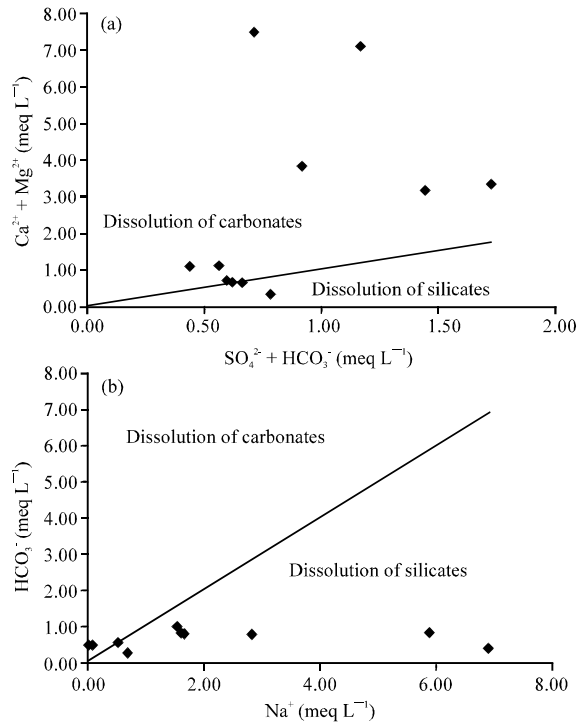 (a)
8.00
7.00
6.00
5.00
4.00
3.00
2.00
1.00
0.00
Ca²⁺ + Mg²⁺ (meq L⁻¹)
Dissolution of carbonates
Dissolution of silicates
0.00 0.50 1.00 1.50 2.00
SO₄²⁻ + HCO₃⁻ (meq L⁻¹)
(b)
8.00
7.00
6.00
5.00
4.00
3.00
2.00
1.00
0.00
HCO₃⁻ (meq L⁻¹)
Dissolution of carbonates
Dissolution of silicates
0.00 2.00 4.00 6.00 8.00
Na⁺ (meq L⁻¹)